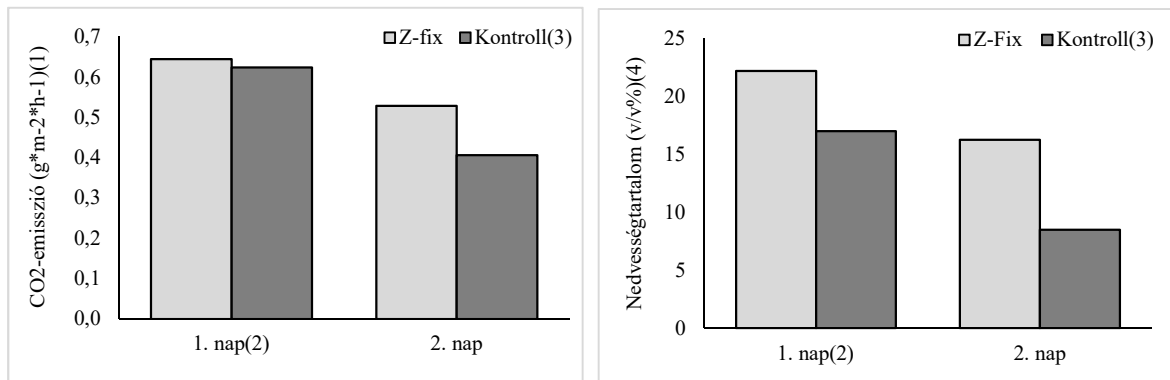 CO2-emisszió (g*m-2*h-1)(1)
0,7
0,6
0,5
0,4
0,3
0,2
0,1
0,0
Z-fix Kontroll(3)
1. nap(2) 2. nap
Nedvességtartalom (v/v%)(4)
25
20
15
10
5
0
Z-Fix Kontroll(3)
1. nap(2) 2. nap